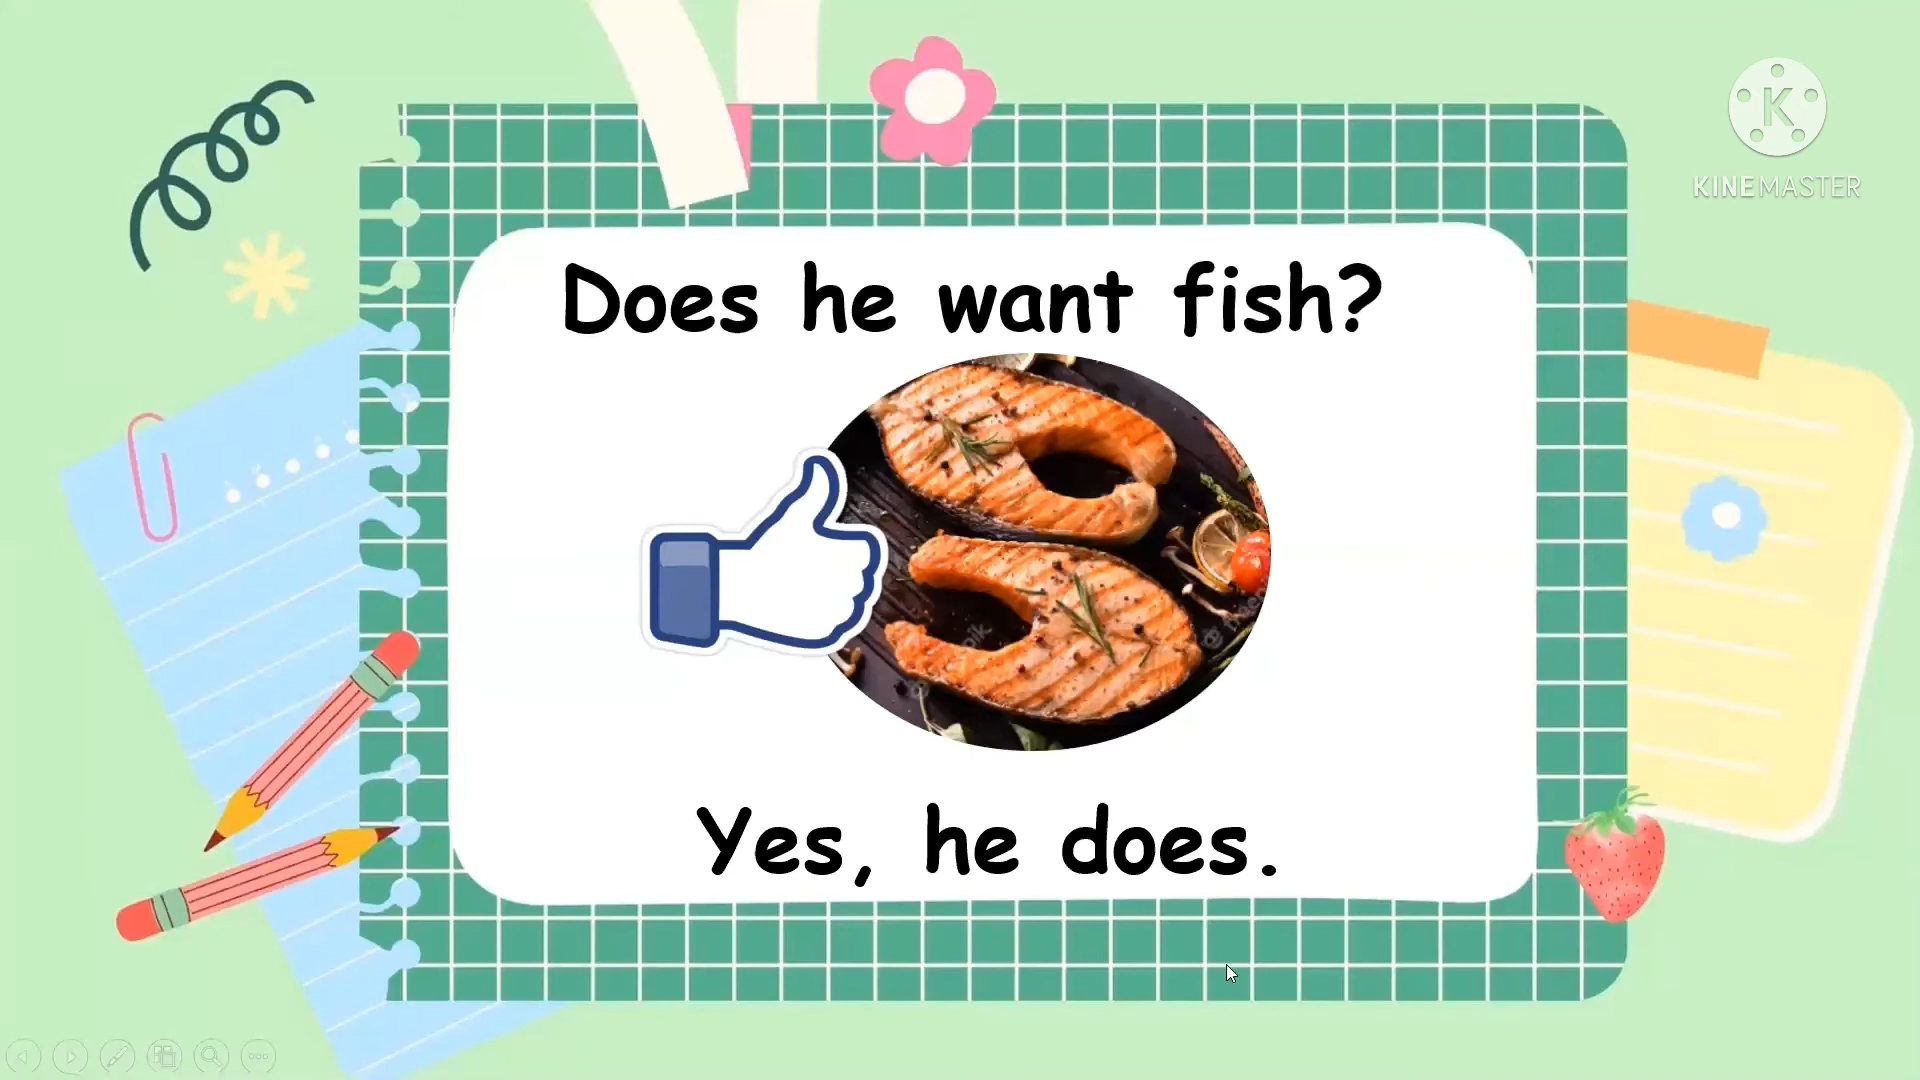 KINEMASTER
Does he want fish?
Yes, he does.